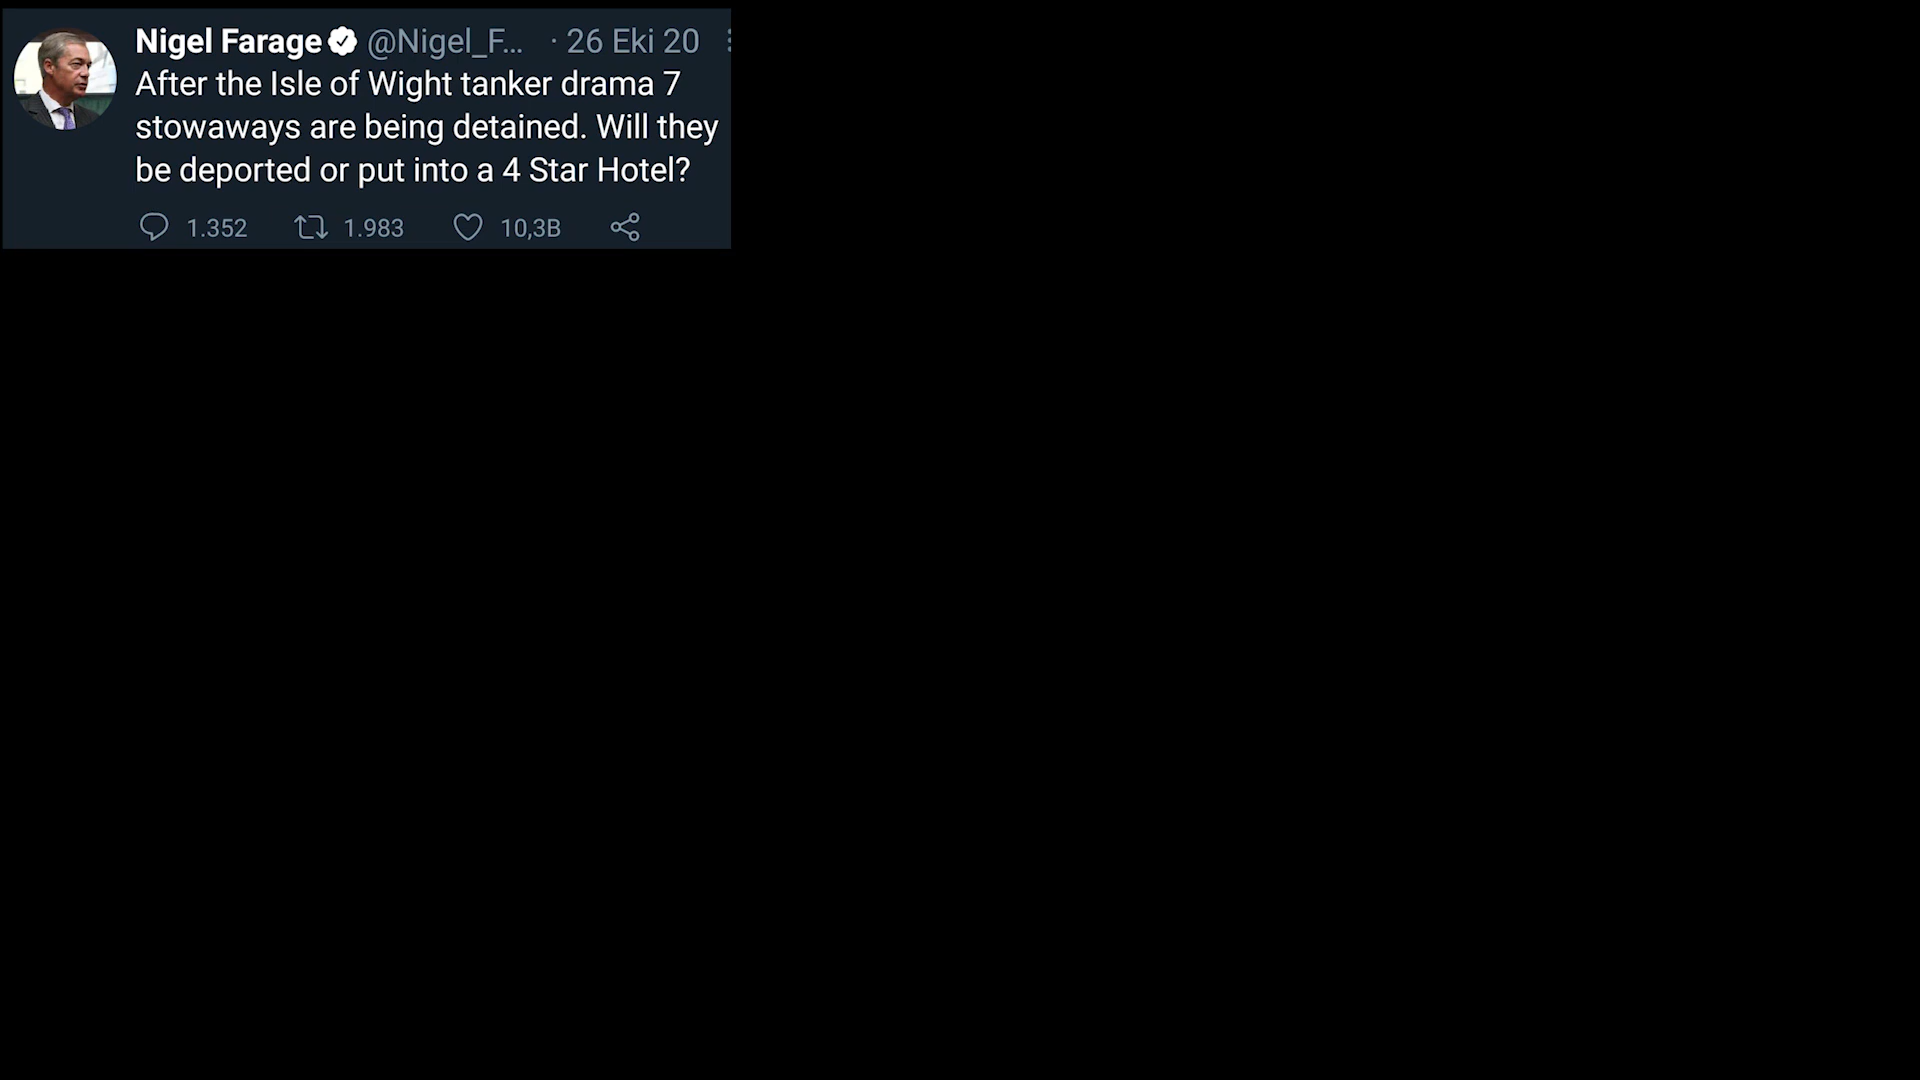 Nigel Farage @Nigel_F... · 26 Eki 20
After the Isle of Wight tanker drama 7
stowaways are being detained. Will they
be deported or put into a 4 Star Hotel?
1.352 1.983 10,3B